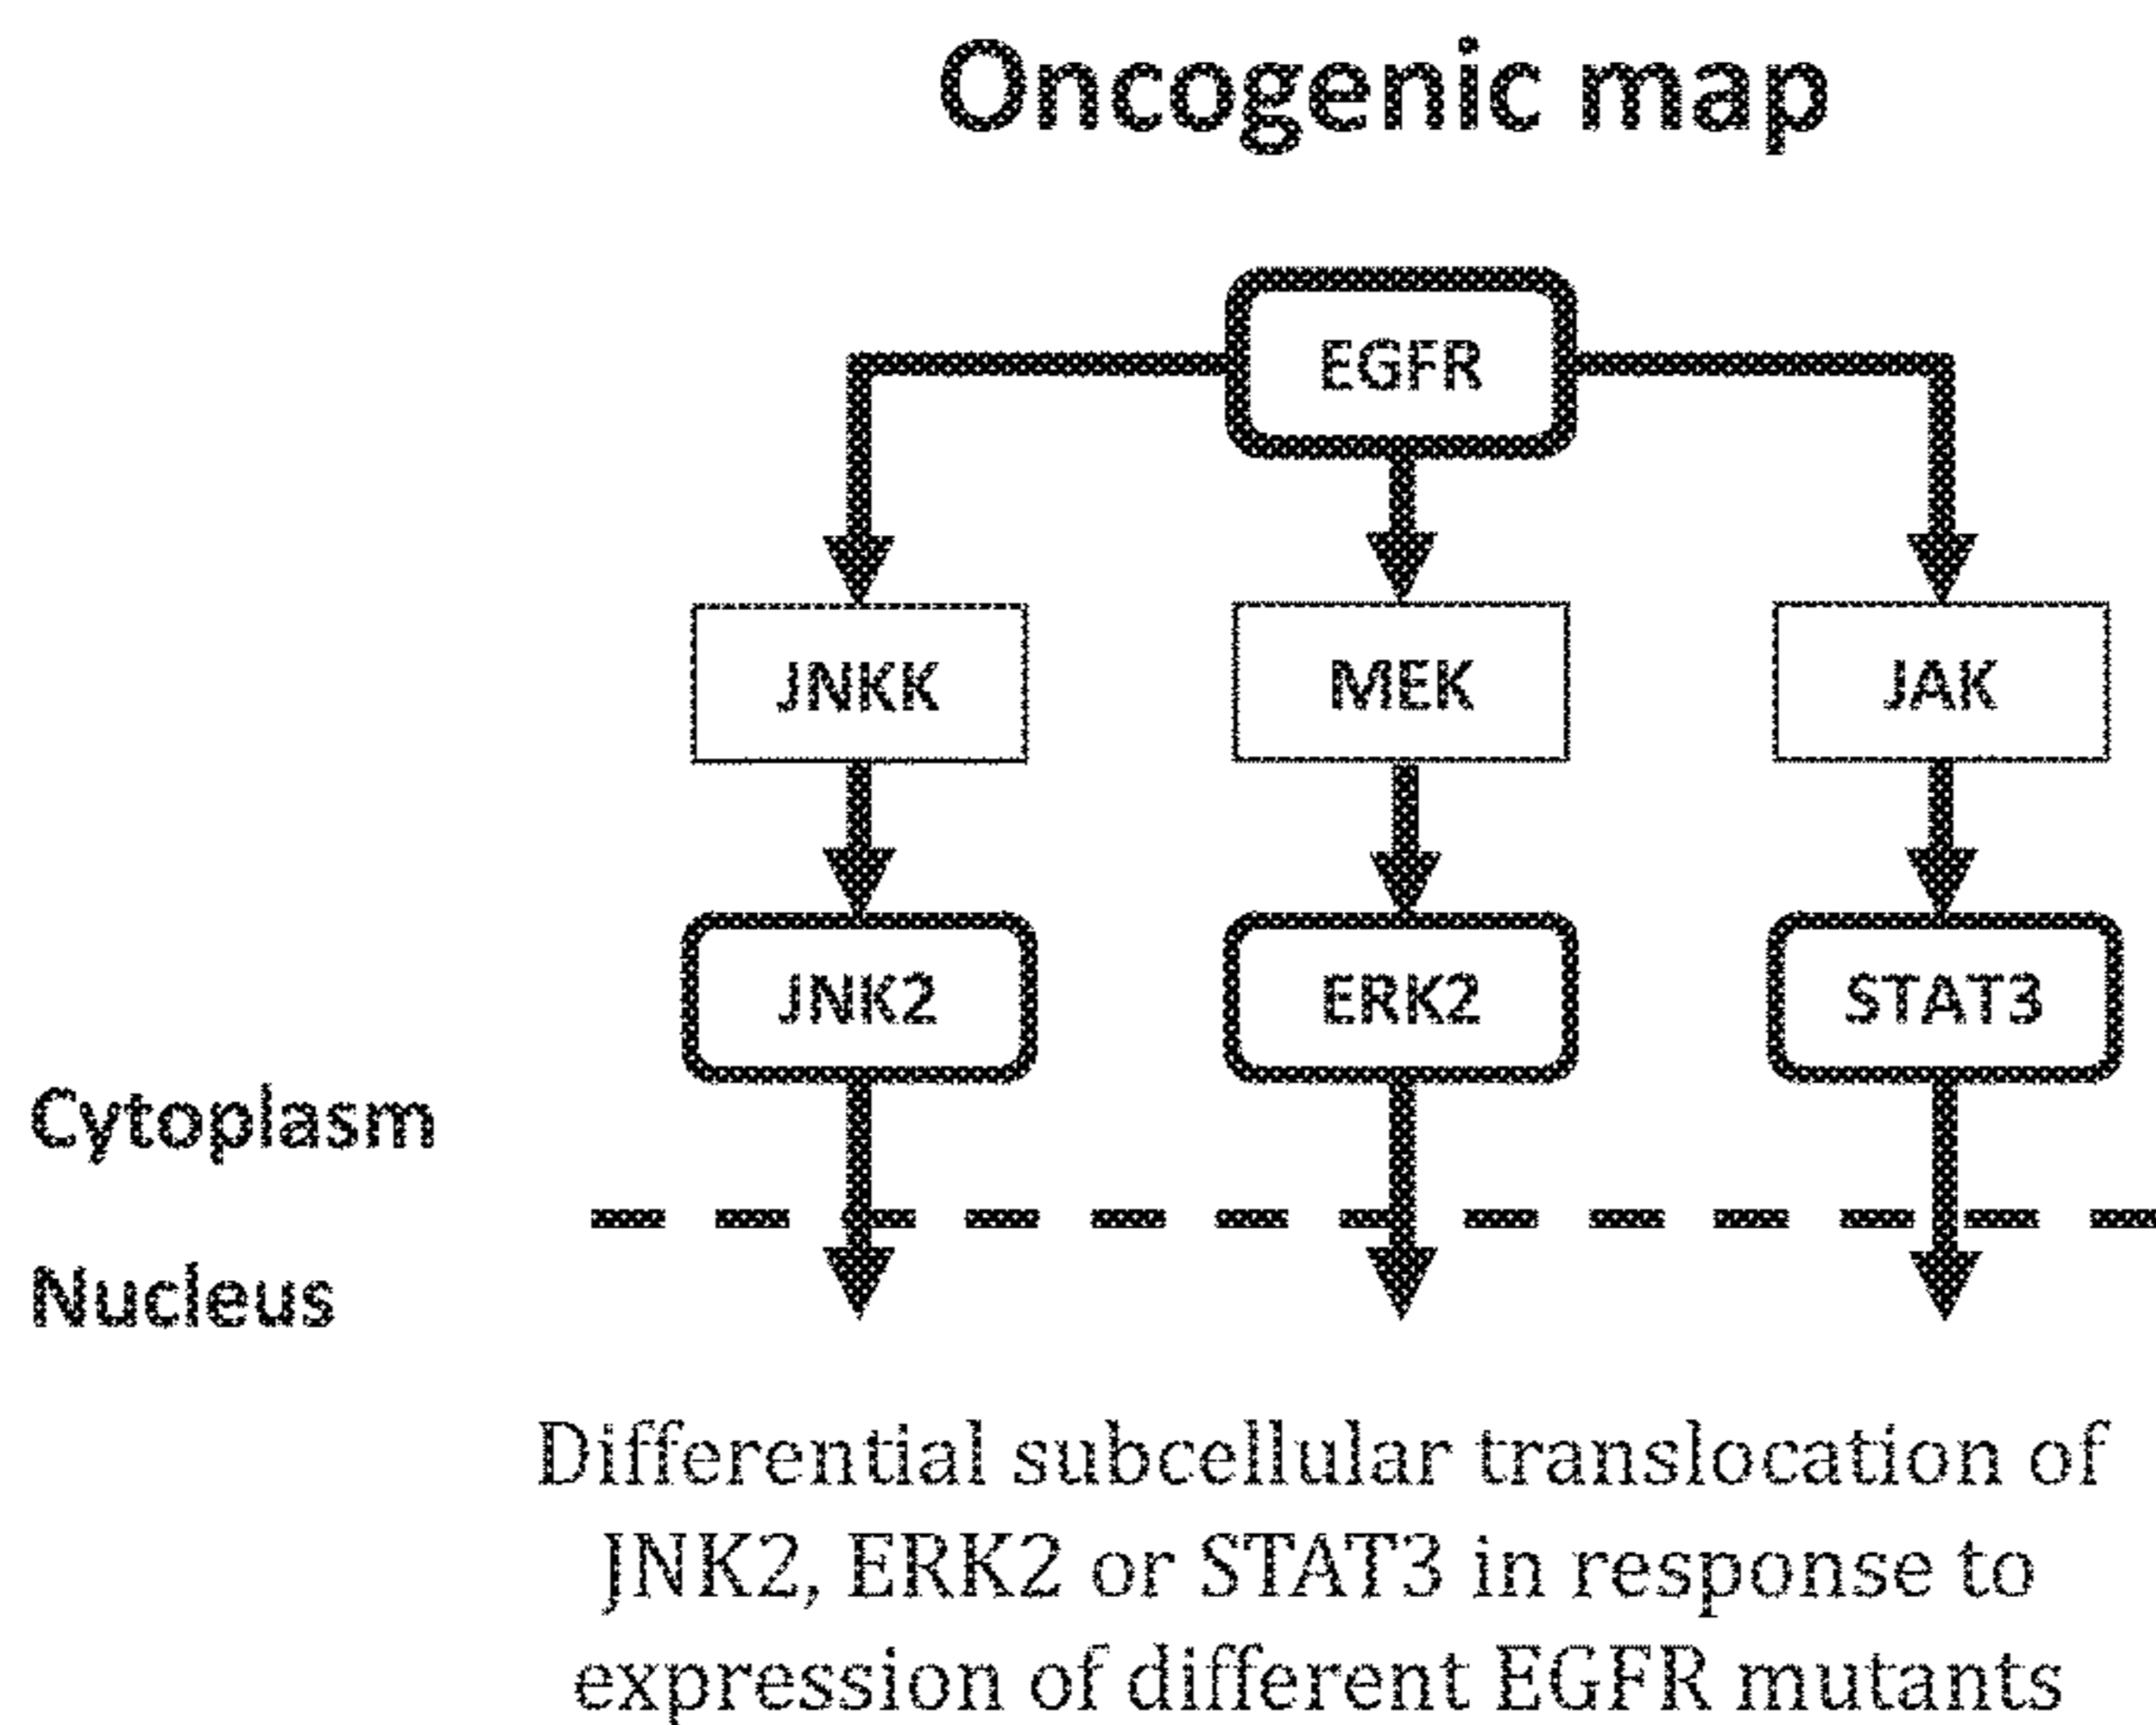 Oncogenic map
EGFR
JNKK MEK JAK
JNK2 ERK2 STAT3
Cytoplasm
Nucleus
Differential subcellular translocation of
JNK2, ERK2 or STAT3 in response to
expression of different EGFR mutants